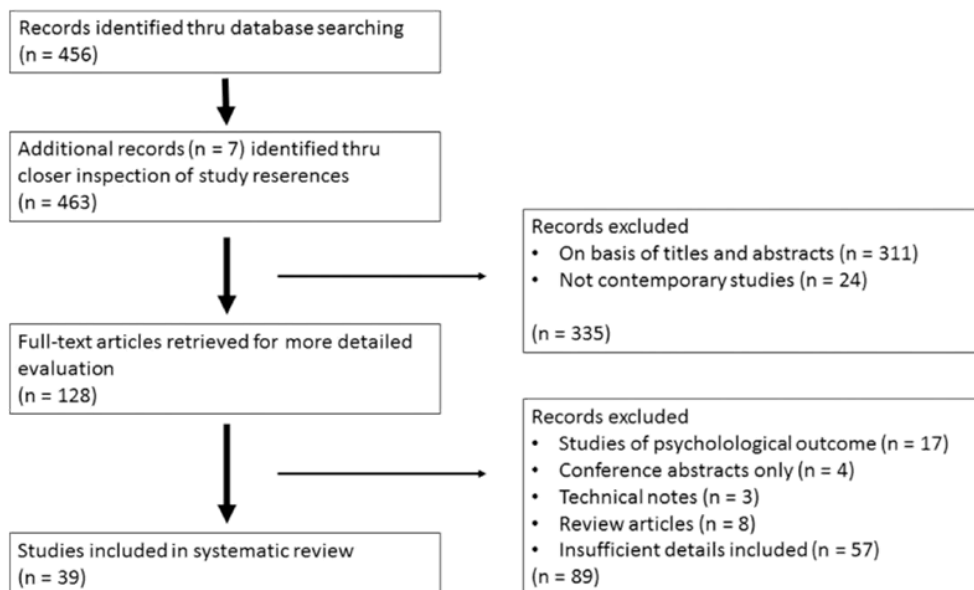 Records identified thru database searching
(n = 456)
Additional records (n = 7) identified thru
closer inspection of study reserences
(n = 463)
Records excluded
• On basis of titles and abstracts (n = 311)
• Not contemporary studies (n = 24)
(n = 335)
Full-text articles retrieved for more detailed
evaluation
(n = 128)
Records excluded
• Studies of psycholological outcome (n = 17)
• Conference abstracts only (n = 4)
• Technical notes (n = 3)
• Review articles (n = 8)
• Insufficient details included (n = 57)
(n = 89)
Studies included in systematic review
(n = 39)